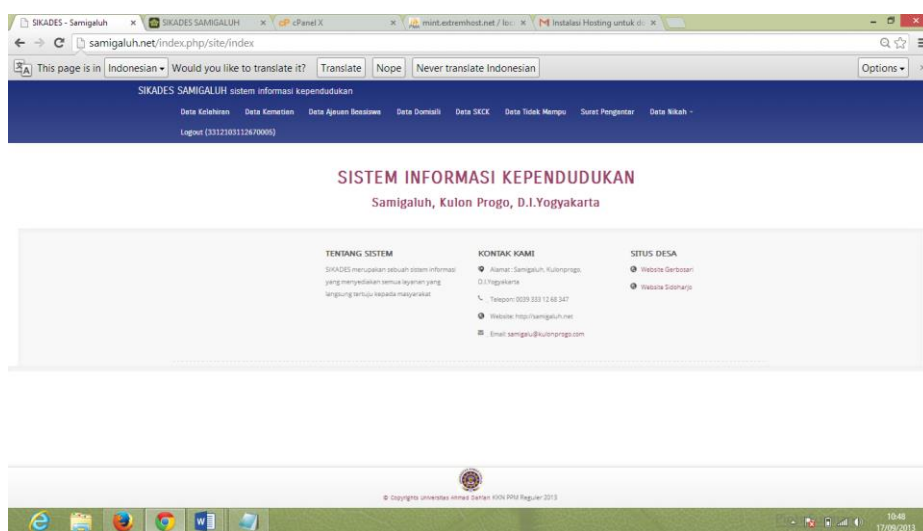 SIKADES - Samigaluh
SIKADES SAMIGALUH
cPanel X
mint.extremhost.net / loc
Instalasi Hosting untuk d
samigaluh.net/index.php/site/index
This page is in Indonesian Would you like to translate it? Translate Nope Never translate Indonesian Options
SIKADES SAMIGALUH sistem informasi kependudukan
Data Kelahiran Data Kematian Data Ajuan Beasiswa Data Domisili Data SKCK Data Tidak Mampu Surat Pengantar Data Nikah
Logout (3312103112670005)
SISTEM INFORMASI KEPENDUDUKAN
Samigaluh, Kulon Progo, D.I.Yogyakarta
TENTANG SISTEM
SIKADES merupakan sebuah sistem informasi
yang menyediakan semua layanan yang
langsung tertuju kepada masyarakat
KONTAK KAMI
Alamat : Samigaluh, Kulonprogo,
D.I.Yogyakarta
Telepon: 0039 333 12 68 347
Website: http://samigaluh.net
Email: samigalu@kulonprogo.com
SITUS DESA
Website Gerbosari
Website Sidoharjo
© Copyrights Universitas Ahmad Dahlan KKN PPM Reguler 2013
10:48
17/09/2013